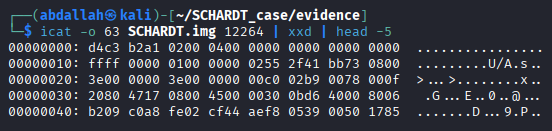 ┌──(abdallah㉿kali)-[~/SCHARDT_case/evidence]
└─$ icat -o 63 SCHARDT.img 12264 | xxd | head -5
00000000: d4c3 b2a1 0200 0400 0000 0000 0000 0000  ................
00000010: ffff 0000 0100 0000 0255 2f41 bb73 0800  .........U/A.s..
00000020: 3e00 0000 3e00 0000 00c0 02b9 0078 000f  >...>........x..
00000030: 2080 4717 0800 4500 0030 0bd6 4000 8006   .G...E..0..@...
00000040: b209 c0a8 fe02 cf44 aef8 0539 0050 1785  .......D...9.P..